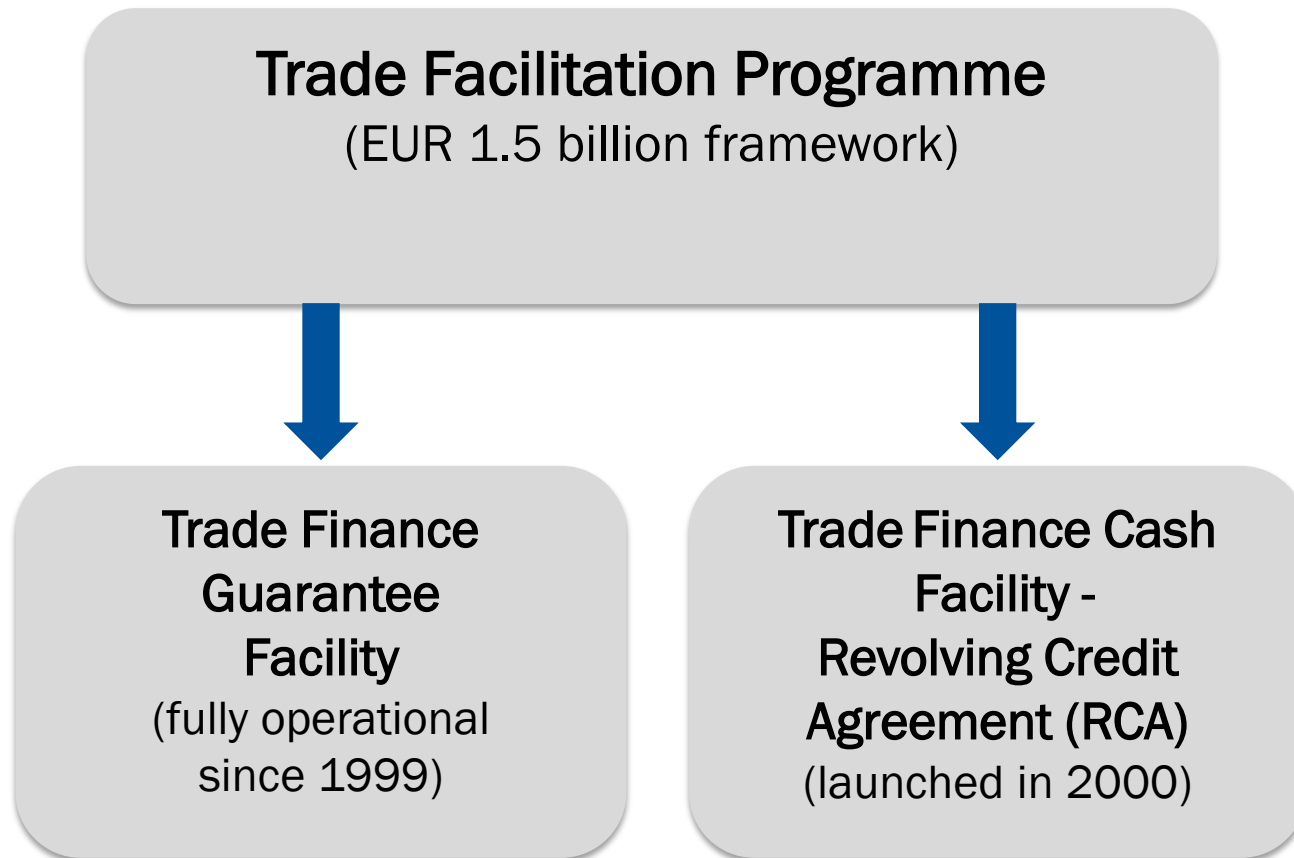 Trade Facilitation Programme
(EUR 1.5 billion framework)
Trade Finance
Guarantee
Facility
(fully operational
since 1999)
Trade Finance Cash
Facility -
Revolving Credit
Agreement (RCA)
(launched in 2000)